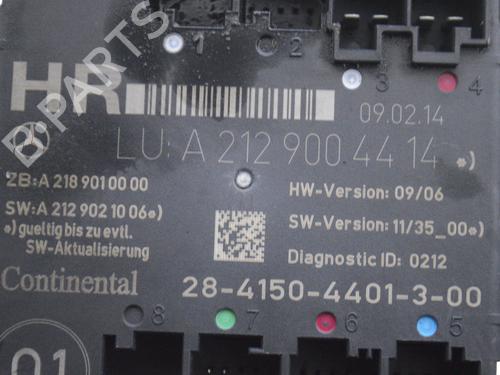 1 2 3 4
HR
09.02.14
LU: A 212 900 44 14 *)
ZB:A 218 901 00 00
HW-Version: 09/06
SW:A 212 902 10 06*)
SW-Version: 11/35_00*)
*) gueltig bis zu evtl.
SW-Aktualisierung
Diagnostic ID: 0212
Continental
28-4150-4401-3-00
8 7 6 5
01
B-PARTS